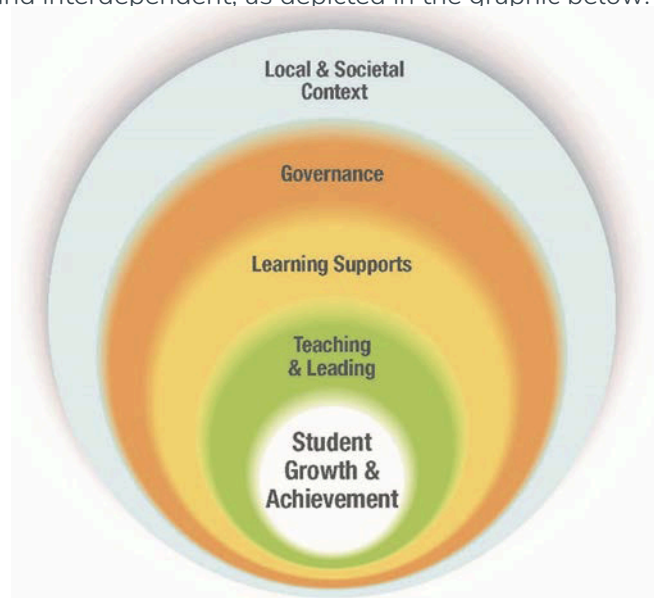 and interdependent, as depicted in the graphic below.
Local & Societal
Context
Governance
Learning Supports
Teaching
& Leading
Student
Growth &
Achievement